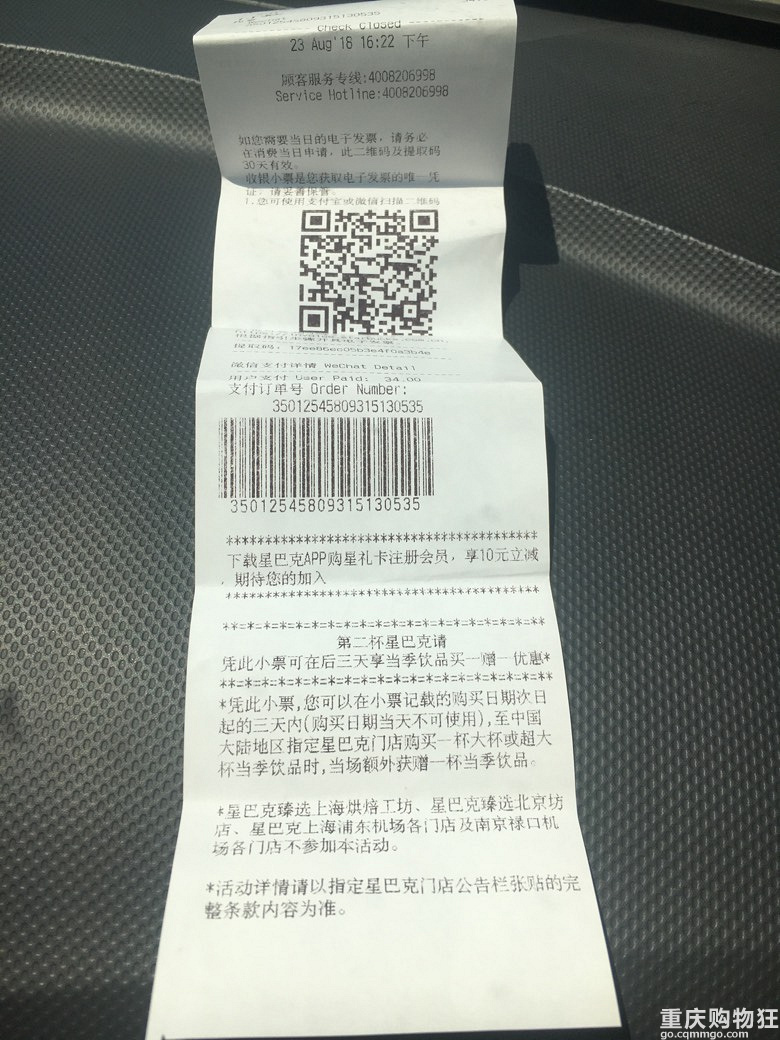 35012545809315130535
Check Closed
23 Aug'18 16:22 下午
顾客服务专线:4008206998
Service Hotline:4008206998
如您需要当日的电子发票，请务必
在消费当日申请，此二维码及提取码
30天有效。
收银小票是您获取电子发票的唯一凭
证，请妥善保管。
1.您可使用支付宝或微信扫描二维码
提取码: 17ee86ec05b3e4f0a3b4e
微信支付详情 WeChat Detail
用户支付 User Paid: 34.00
支付订单号 Order Number:
35012545809315130535
35012545809315130535
****************************************
下载星巴克APP购星礼卡注册会员，享10元立减
，期待您的加入
****************************************
**=*=*=*=*=*=*=*=*=*=*=*=*=*=*=*=*=*=*=*
第二杯星巴克请
凭此小票可在后三天享当季饮品买一赠一优惠*
**=*=*=*=*=*=*=*=*=*=*=*=*=*=*=*=*=*=*=*
*凭此小票,您可以在小票记载的购买日期次日
起的三天内(购买日期当天不可使用),至中国
大陆地区指定星巴克门店购买一杯大杯或超大
杯当季饮品时,当场额外获赠一杯当季饮品。
*星巴克臻选上海烘焙工坊、星巴克臻选北京坊
店、星巴克上海浦东机场各门店及南京禄口机
场各门店不参加本活动。
*活动详情请以指定星巴克门店公告栏张贴的完
整条款内容为准。
重庆购物狂
go.cqmmgo.com